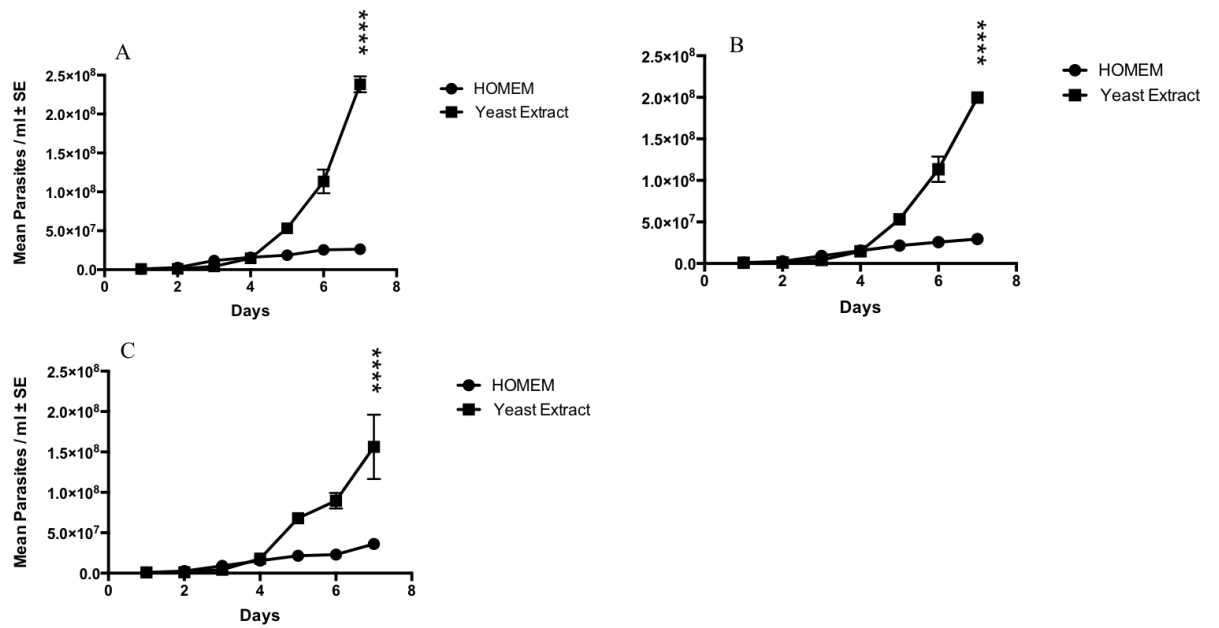 A
****
Mean Parasites / ml ± SE
2.5×10⁸
2.0×10⁸
1.5×10⁸
1.0×10⁸
5.0×10⁷
0.0
0 2 4 6 8
Days
HOMEM
Yeast Extract
B
****
2.5×10⁸
2.0×10⁸
1.5×10⁸
1.0×10⁸
5.0×10⁷
0.0
0 2 4 6 8
Days
HOMEM
Yeast Extract
C
****
Mean Parasites / ml ± SE
2.5×10⁸
2.0×10⁸
1.5×10⁸
1.0×10⁸
5.0×10⁷
0.0
0 2 4 6 8
Days
HOMEM
Yeast Extract